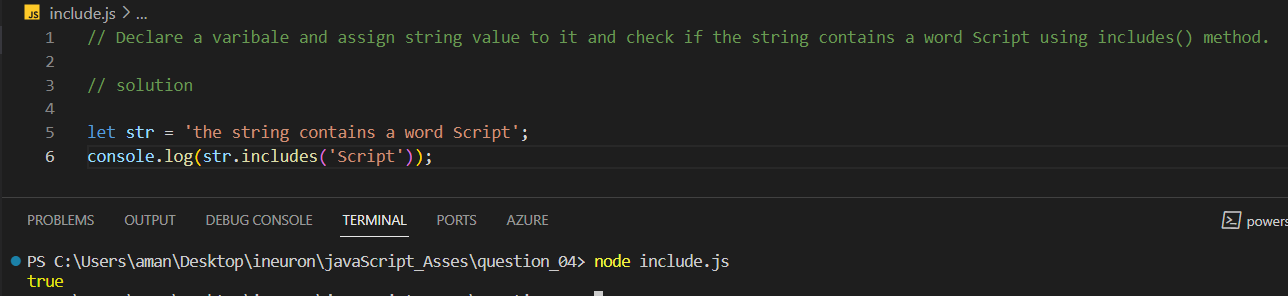 JS include.js > ...
1 // Declare a varibale and assign string value to it and check if the string contains a word Script using includes() method.
2
3 // solution
4
5 let str = 'the string contains a word Script';
6 console.log(str.includes('Script'));
PROBLEMS OUTPUT DEBUG CONSOLE TERMINAL PORTS AZURE powers
PS C:\Users\aman\Desktop\ineuron\javaScript_Asses\question_04> node include.js
true